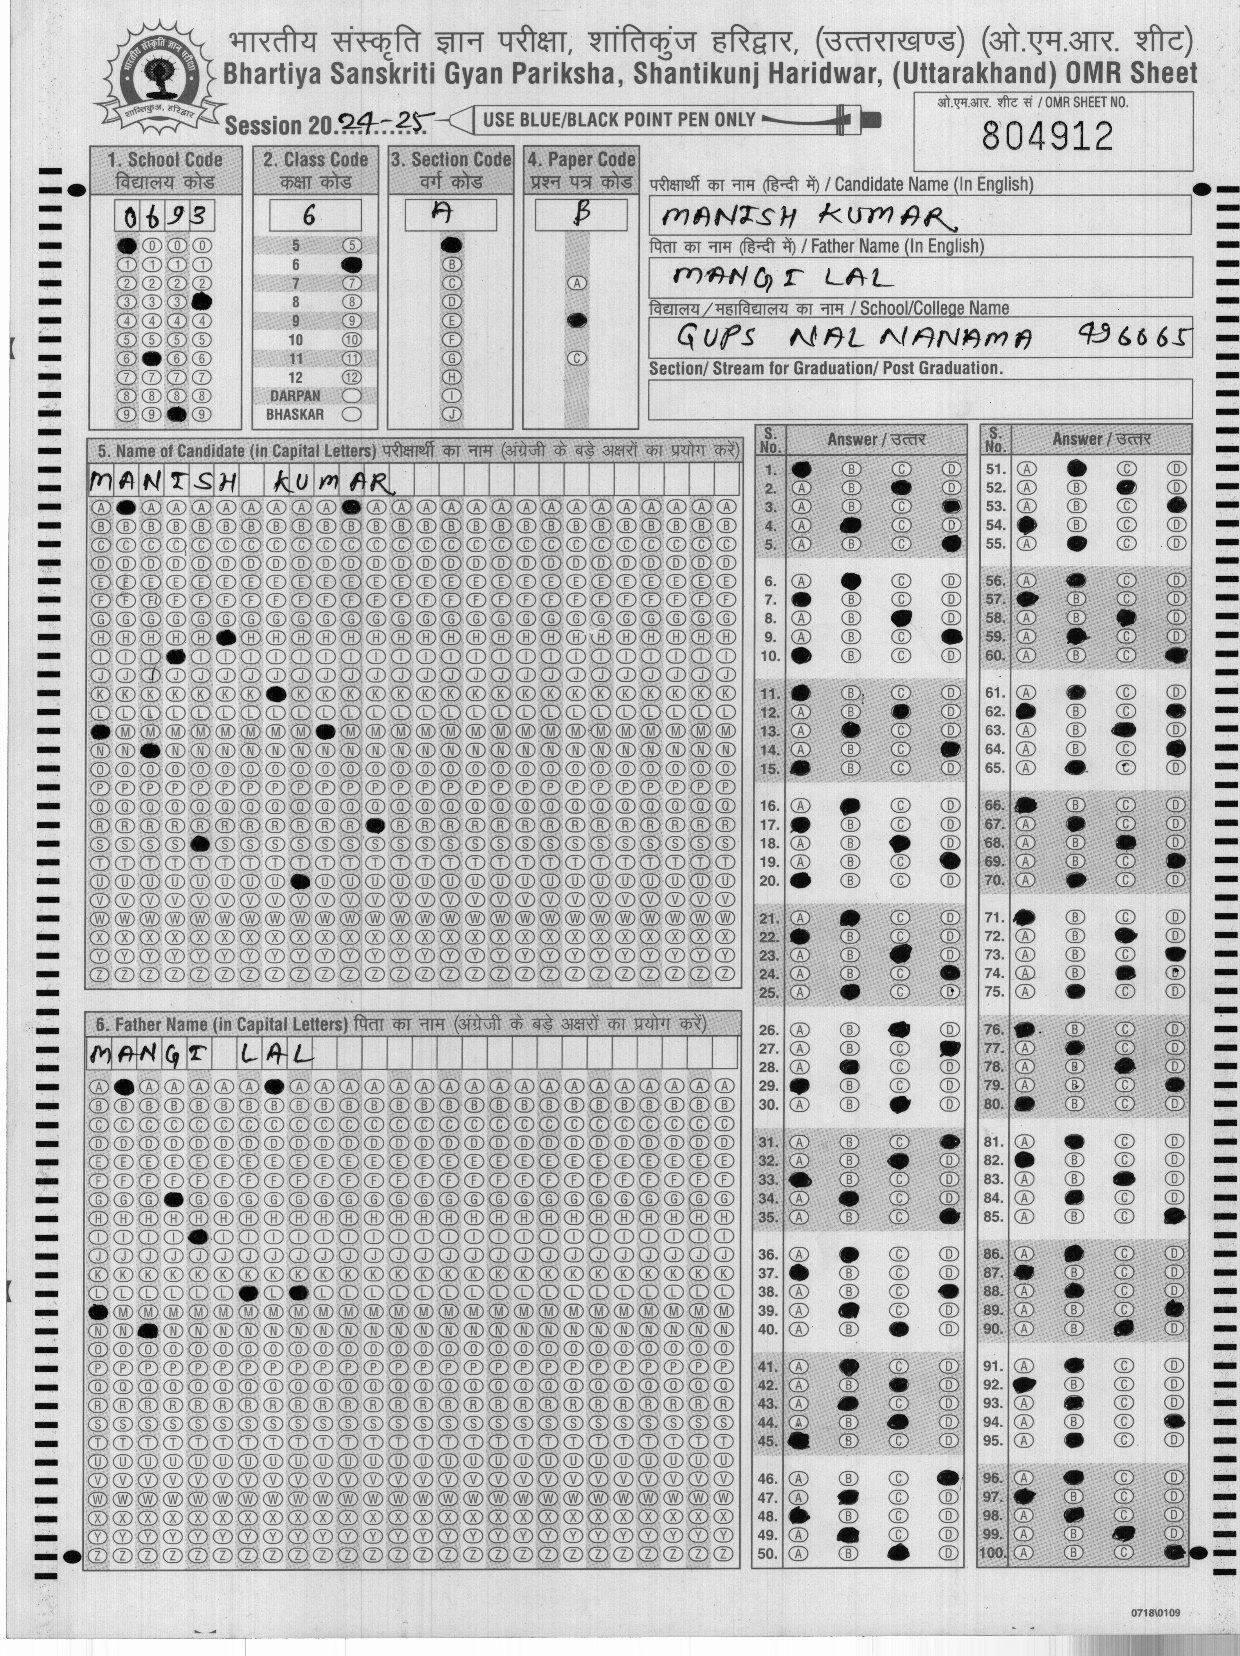 भारतीय संस्कृति ज्ञान परीक्षा, शांतिकुंज हरिद्वार, (उत्तराखण्ड) (ओ.एम.आर. शीट)
Bhartiya Sanskriti Gyan Pariksha, Shantikunj Haridwar, (Uttarakhand) OMR Sheet
Session 20 24-25
USE BLUE/BLACK POINT PEN ONLY
ओ.एम.आर. शीट सं / OMR SHEET NO.
804912
1. School Code
विद्यालय कोड
0693
2. Class Code
कक्षा कोड
6
5
6
7
8
9
10
11
12
DARPAN
BHASKAR
3. Section Code
वर्ग कोड
A
4. Paper Code
प्रश्न पत्र कोड
B
परीक्षार्थी का नाम (हिन्दी में) / Candidate Name (In English)
MANISH KUMAR
पिता का नाम (हिन्दी में) / Father Name (In English)
MANGI LAL
विद्यालय / महाविद्यालय का नाम / School/College Name
GUPS NAL NANAMA 496065
Section/ Stream for Graduation/ Post Graduation.
5. Name of Candidate (in Capital Letters) परीक्षार्थी का नाम (अंग्रेजी के बड़े अक्षरों का प्रयोग करें)
MANISH KUMAR
6. Father Name (in Capital Letters) पिता का नाम (अंग्रेजी के बड़े अक्षरों का प्रयोग करें)
MANGI LAL
S. No. Answer / उत्तर
S. No. Answer / उत्तर
0718\0109